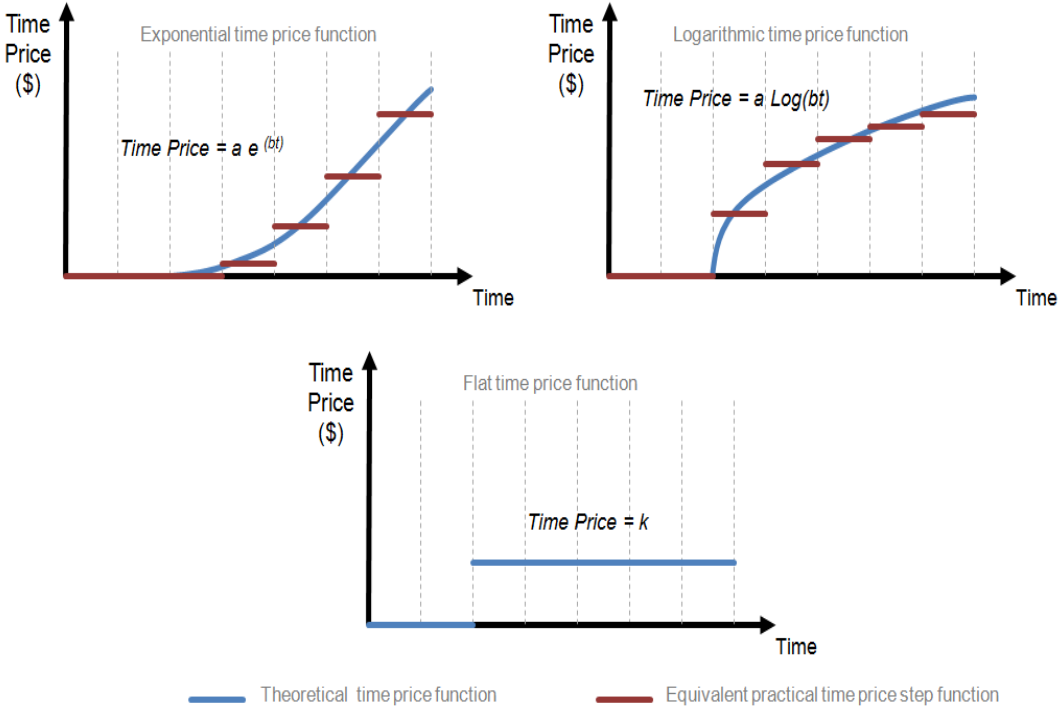 Time
Price
($)
Exponential time price function
Time Price = a e (bt)
Time
Time
Price
($)
Logarithmic time price function
Time Price = a Log(bt)
Time
Time
Price
($)
Flat time price function
Time Price = k
Time
Theoretical time price function
Equivalent practical time price step function